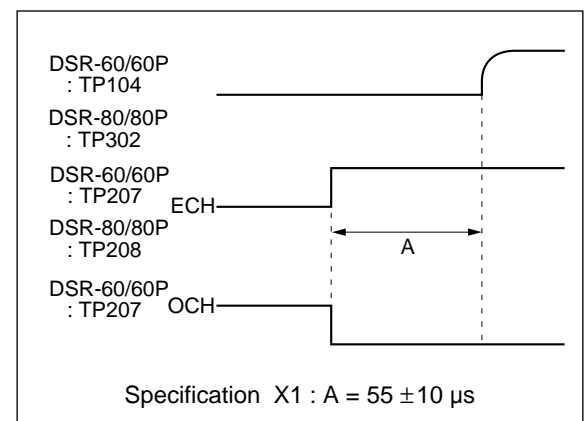 DSR-60/60P
: TP104
DSR-80/80P
: TP302
DSR-60/60P
: TP207
ECH
DSR-80/80P
: TP208
A
DSR-60/60P
: TP207
OCH
Specification X1 : A = 55 ±10 µs